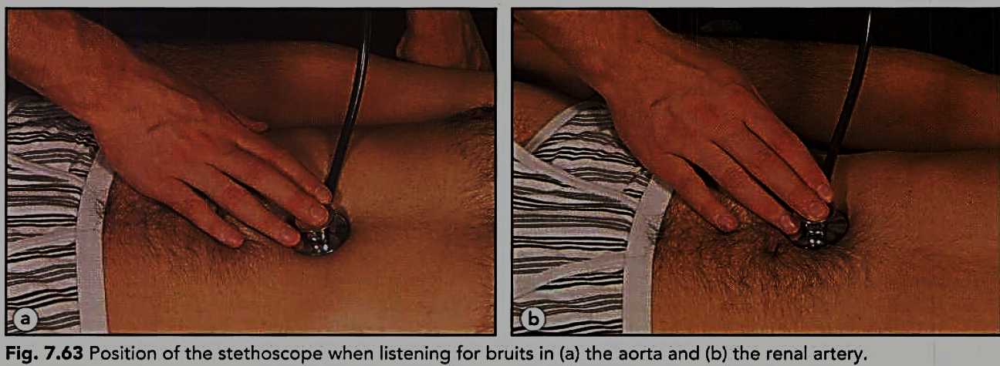 a
b
Fig. 7.63 Position of the stethoscope when listening for bruits in (a) the aorta and (b) the renal artery.